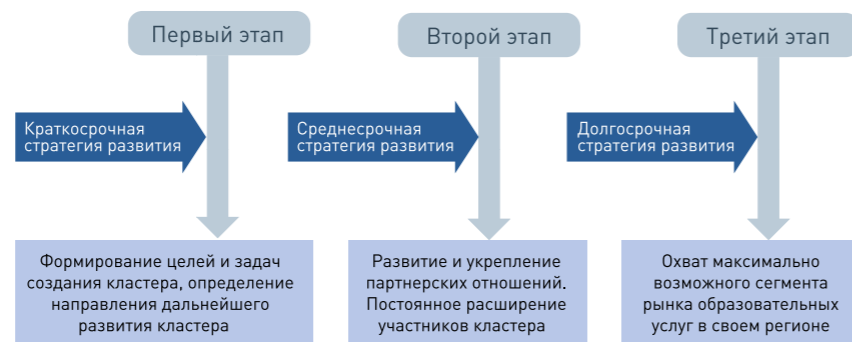 Первый этап
Второй этап
Третий этап
Краткосрочная
стратегия развития
Среднесрочная
стратегия развития
Долгосрочная
стратегия развития
Формирование целей и задач
создания кластера, определение
направления дальнейшего
развития кластера
Развитие и укрепление
партнерских отношений.
Постоянное расширение
участников кластера
Охват максимально
возможного сегмента
рынка образовательных
услуг в своем регионе